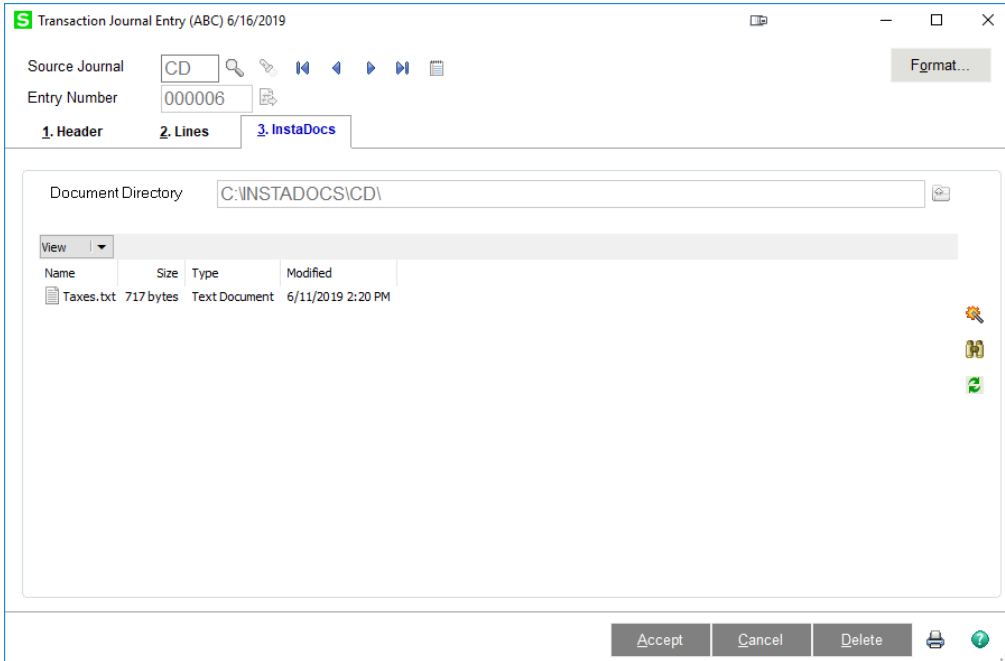 S Transaction Journal Entry (ABC) 6/16/2019
Source Journal CD Format...
Entry Number 000006
1. Header 2. Lines 3. InstaDocs
Document Directory C:\INSTADOCS\CD\
View
Name Size Type Modified
Taxes.txt 717 bytes Text Document 6/11/2019 2:20 PM
Accept Cancel Delete ?